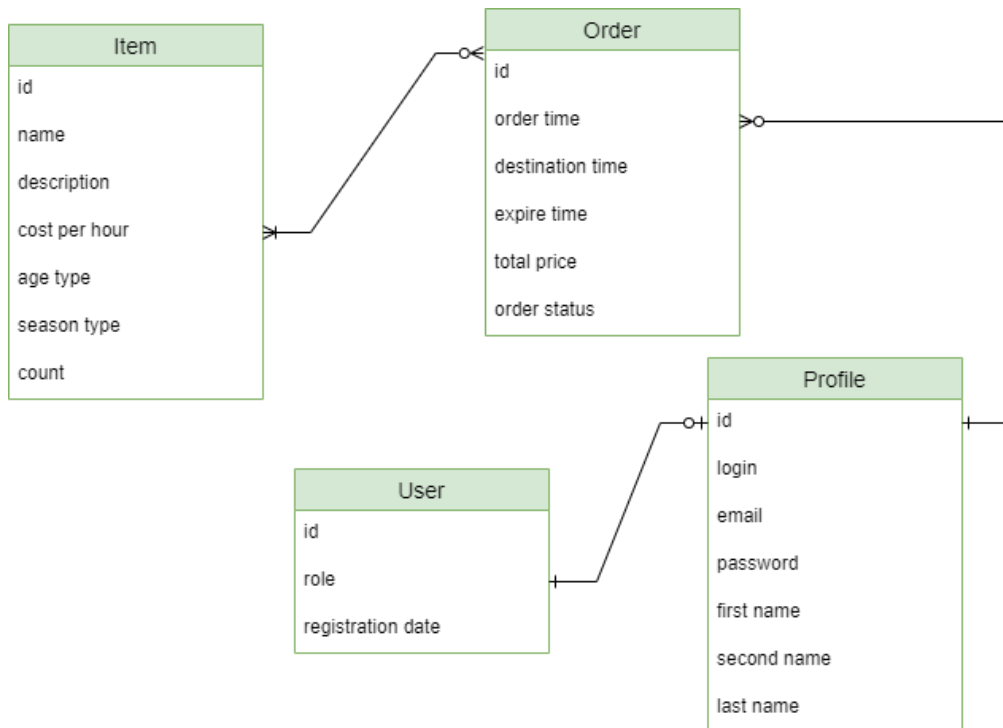 Item
id
name
description
cost per hour
age type
season type
count
Order
id
order time
destination time
expire time
total price
order status
User
id
role
registration date
Profile
id
login
email
password
first name
second name
last name